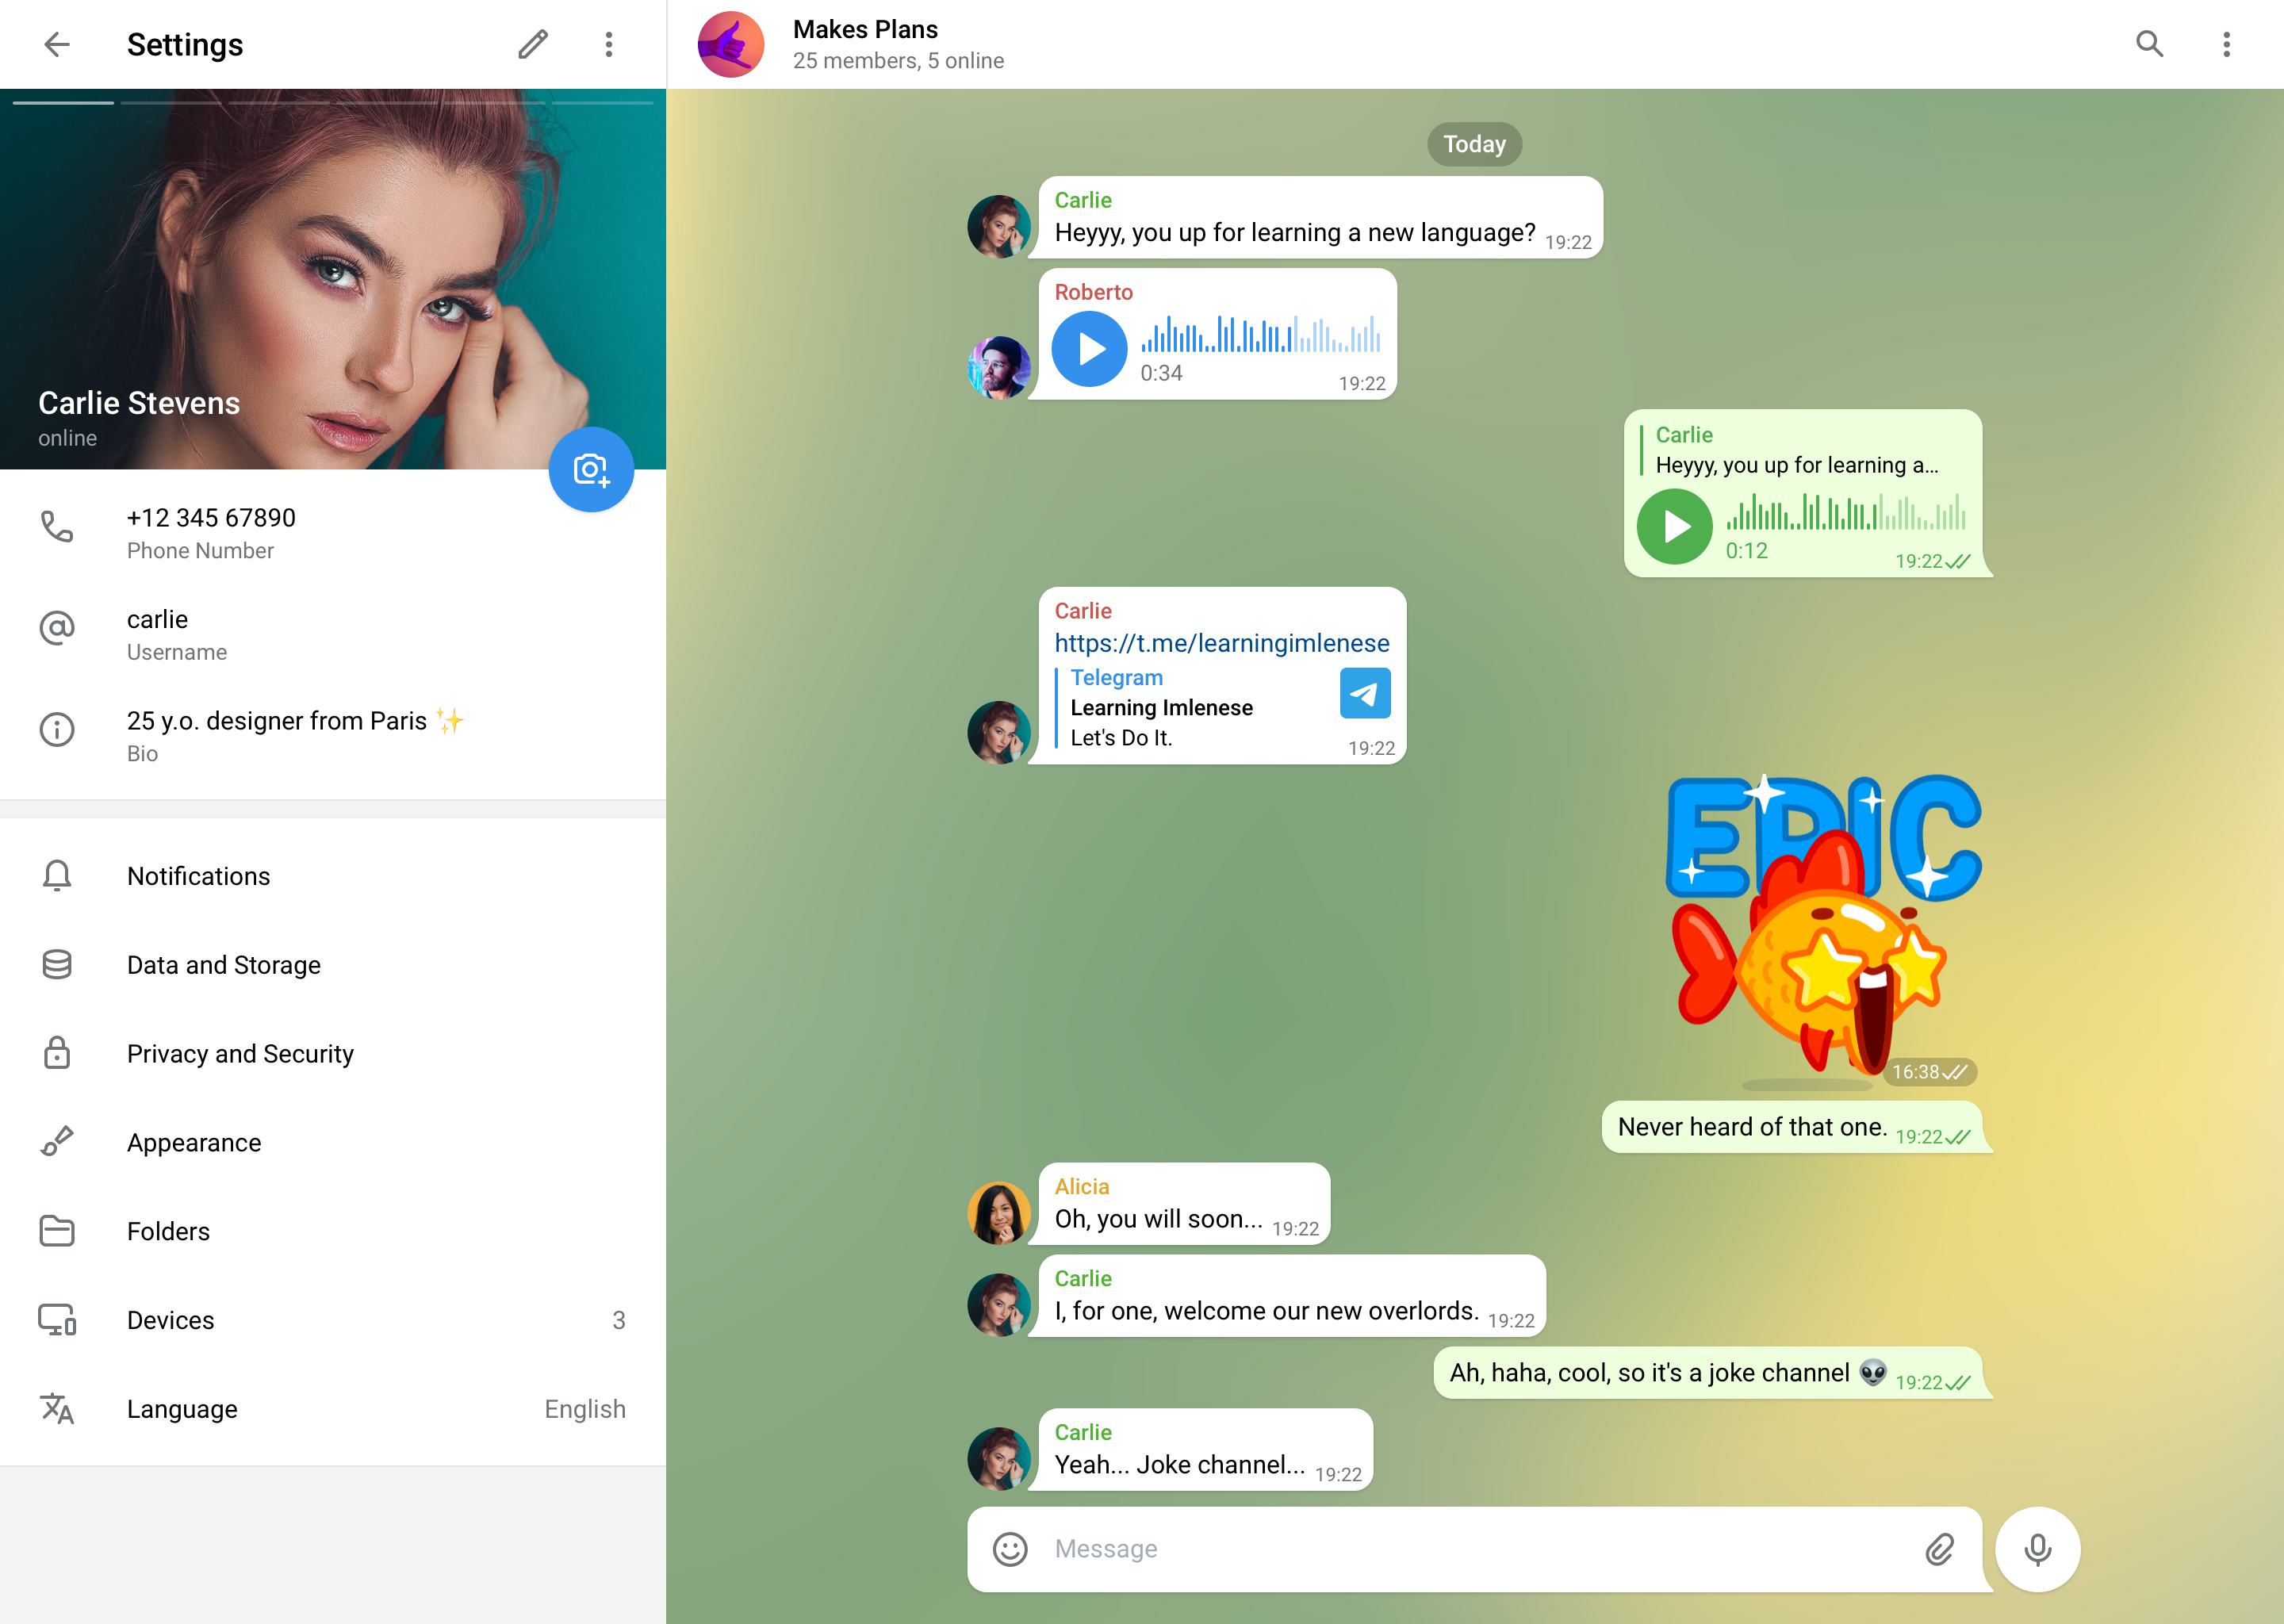 Settings
Carlie Stevens
online
+12 345 67890
Phone Number
carlie
Username
25 y.o. designer from Paris ✨
Bio
Notifications
Data and Storage
Privacy and Security
Appearance
Folders
Devices 3
Language English
Makes Plans
25 members, 5 online
Today
Carlie
Heyyy, you up for learning a new language? 19:22
Roberto
0:34 19:22
Carlie
Heyyy, you up for learning a...
0:12 19:22
Carlie
https://t.me/learningimlenese
Telegram
Learning Imlenese
Let's Do It. 19:22
EPiC
16:38
Never heard of that one. 19:22
Alicia
Oh, you will soon... 19:22
Carlie
I, for one, welcome our new overlords. 19:22
Ah, haha, cool, so it's a joke channel 👽 19:22
Carlie
Yeah... Joke channel... 19:22
Message